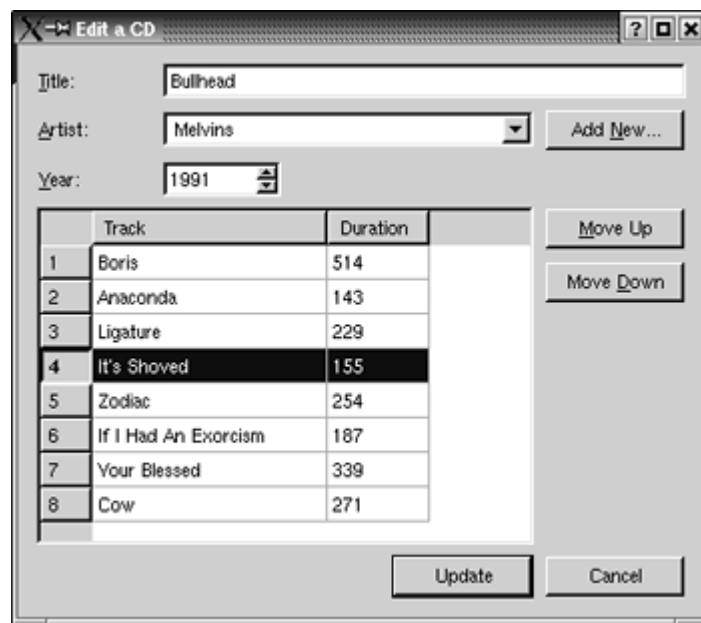 Edit a CD
Title: Bullhead
Artist: Melvins Add New...
Year: 1991
Track Duration Move Up
1 Boris 514
2 Anaconda 143 Move Down
3 Ligature 229
4 It's Shoved 155
5 Zodiac 254
6 If I Had An Exorcism 187
7 Your Blessed 339
8 Cow 271
Update Cancel